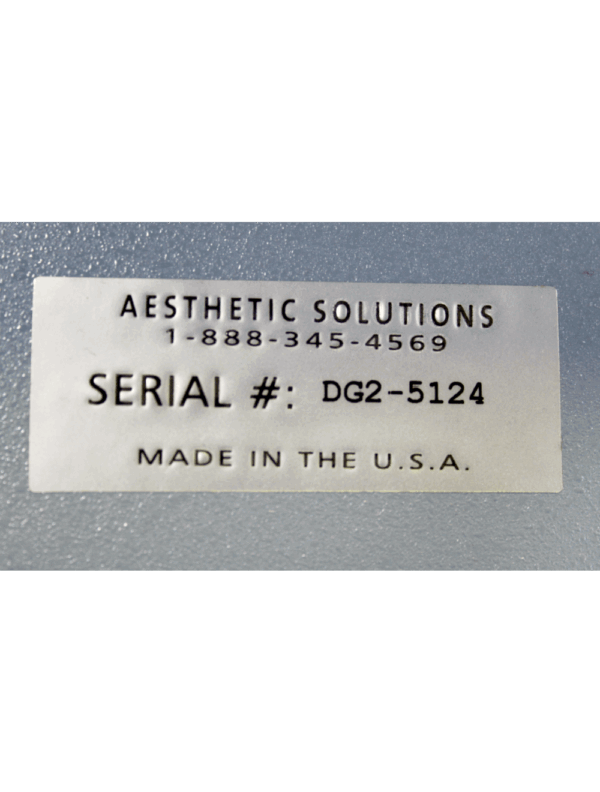 AESTHETIC SOLUTIONS
1-888-345-4569
SERIAL #: DG2-5124
MADE IN THE U.S.A.